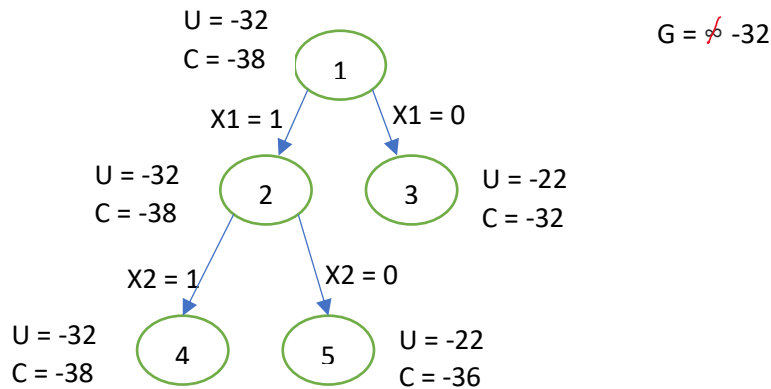 U = -32
C = -38
G = ∞ -32
1
X1 = 1
X1 = 0
U = -32
C = -38
2
3
U = -22
C = -32
X2 = 1
X2 = 0
U = -32
C = -38
4
5
U = -22
C = -36